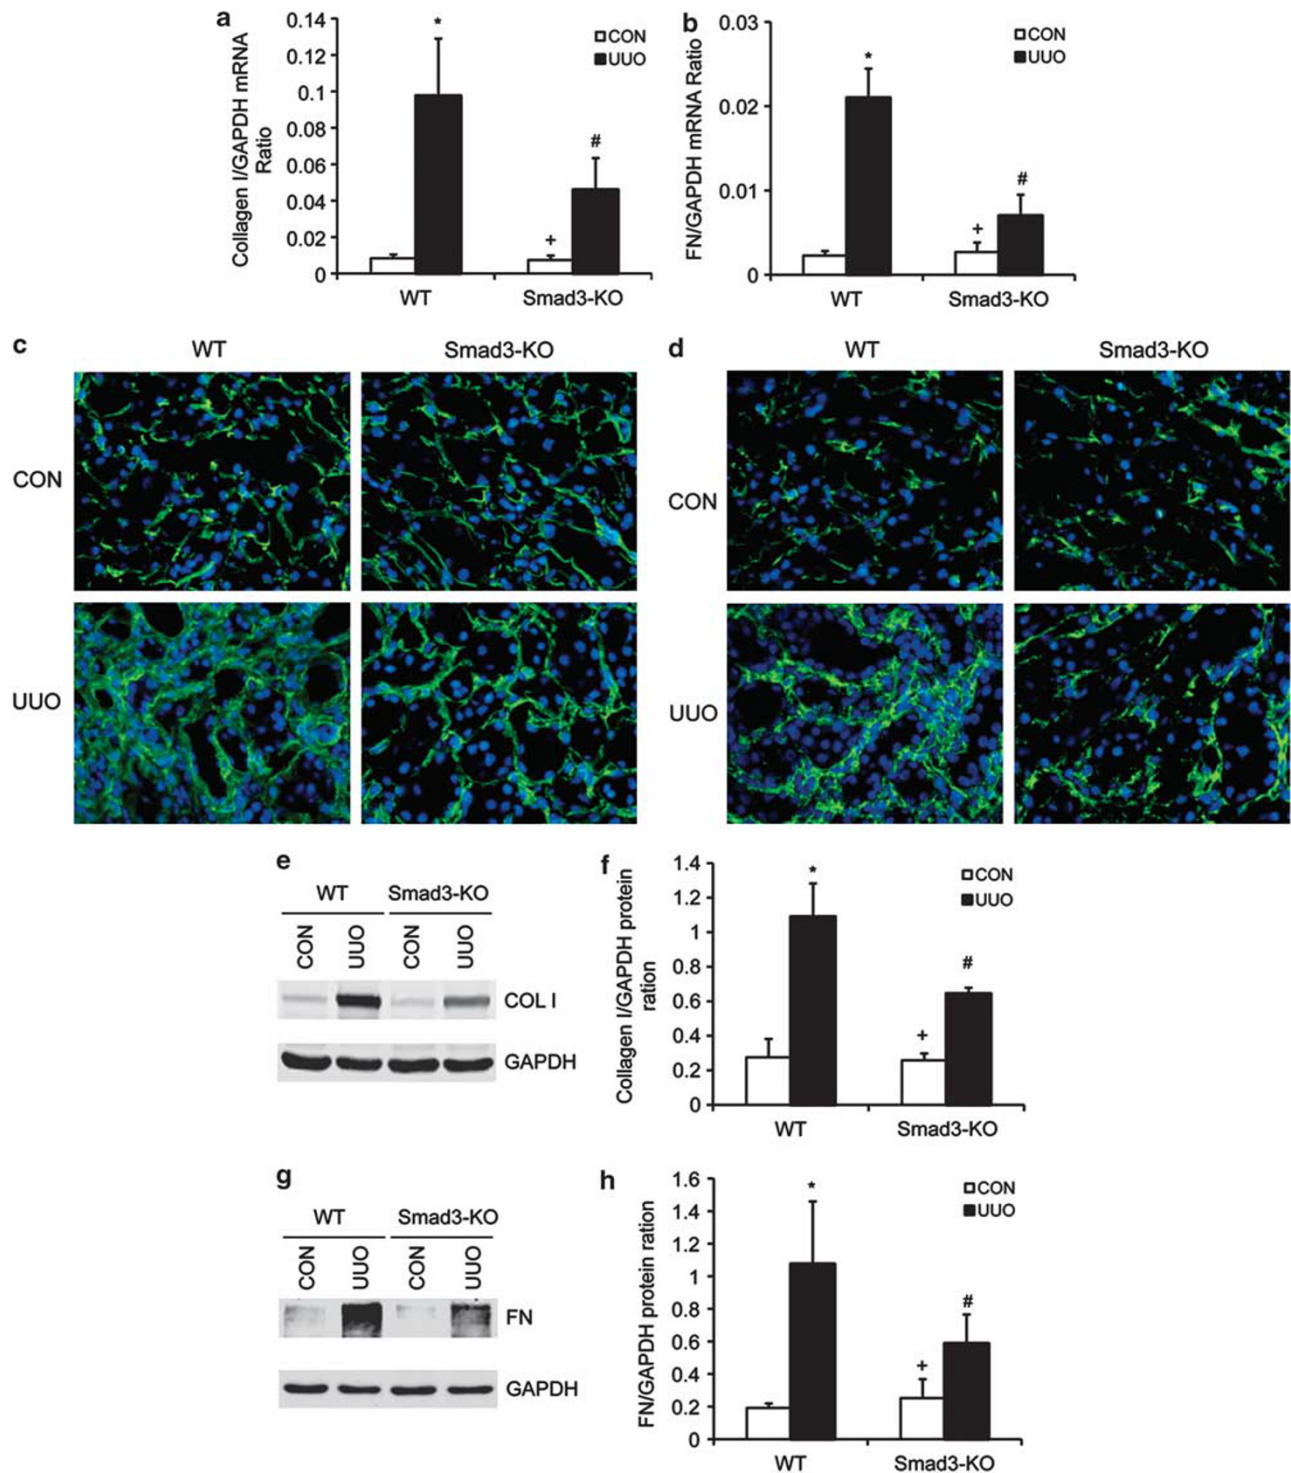 a
Collagen I/GAPDH mRNA
Ratio
0.14
0.12
0.1
0.08
0.06
0.04
0.02
0
*
+
#
CON
UUO
WT
Smad3-KO
b
FN/GAPDH mRNA Ratio
0.03
0.02
0.01
0
*
+
#
CON
UUO
WT
Smad3-KO
c
WT
Smad3-KO
CON
UUO
d
WT
Smad3-KO
CON
UUO
e
WT
Smad3-KO
CON
UUO
CON
UUO
COL I
GAPDH
f
Collagen I/GAPDH protein
ration
1.4
1.2
1
0.8
0.6
0.4
0.2
0
*
+
#
CON
UUO
WT
Smad3-KO
g
WT
Smad3-KO
CON
UUO
CON
UUO
FN
GAPDH
h
FN/GAPDH protein ration
1.6
1.4
1.2
1
0.8
0.6
0.4
0.2
0
*
+
#
CON
UUO
WT
Smad3-KO